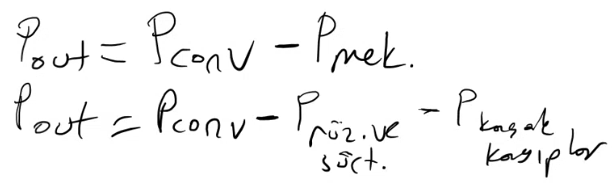 Pout = Pconv - Pmek.
Pout = Pconv - Prüz. ve sürt. - Pkaçak kayıplar